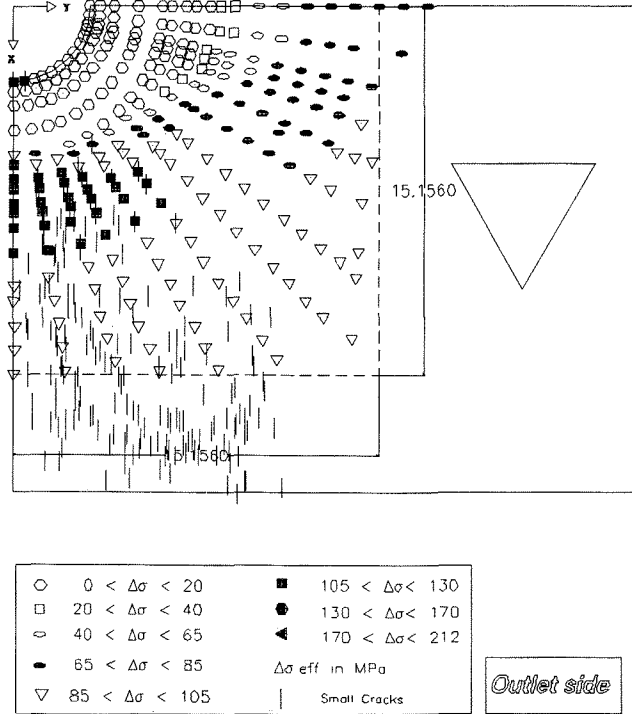 Y
X
15.1560
15.1560
0 < Δσ < 20
20 < Δσ < 40
40 < Δσ < 65
65 < Δσ < 85
85 < Δσ < 105
105 < Δσ < 130
130 < Δσ < 170
170 < Δσ < 212
Δσ eff in MPa
Small Cracks
Outlet side